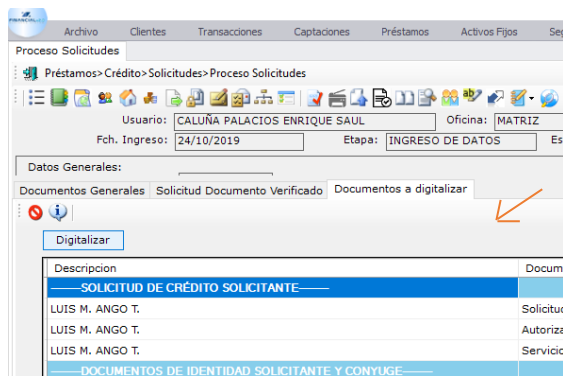 FINANCIAL
Archivo Clientes Transacciones Captaciones Préstamos Activos Fijos
Proceso Solicitudes
Préstamos>Crédito>Solicitudes>Proceso Solicitudes
Usuario: CALUÑA PALACIOS ENRIQUE SAUL Oficina: MATRIZ
Fch. Ingreso: 24/10/2019 Etapa: INGRESO DE DATOS Es
Datos Generales:
Documentos Generales Solicitud Documento Verificado Documentos a digitalizar
Digitalizar
Descripcion Docum
-----SOLICITUD DE CRÉDITO SOLICITANTE-----
LUIS M. ANGO T. Solicitud
LUIS M. ANGO T. Autoriza
LUIS M. ANGO T. Servicio
-----DOCUMENTOS DE IDENTIDAD SOLICITANTE Y CONYUGE-----